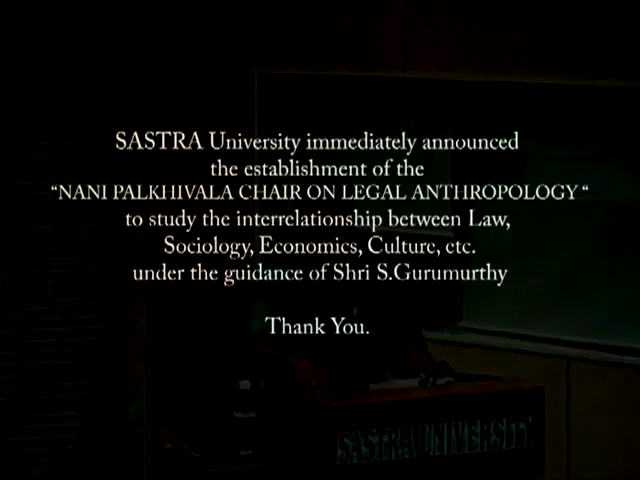 SASTRA University immediately announced
the establishment of the
“NANI PALKHIVALA CHAIR ON LEGAL ANTHROPOLOGY “
to study the interrelationship between Law,
Sociology, Economics, Culture, etc.
under the guidance of Shri S.Gurumurthy
Thank You.
SASTRA UNIVERSITY